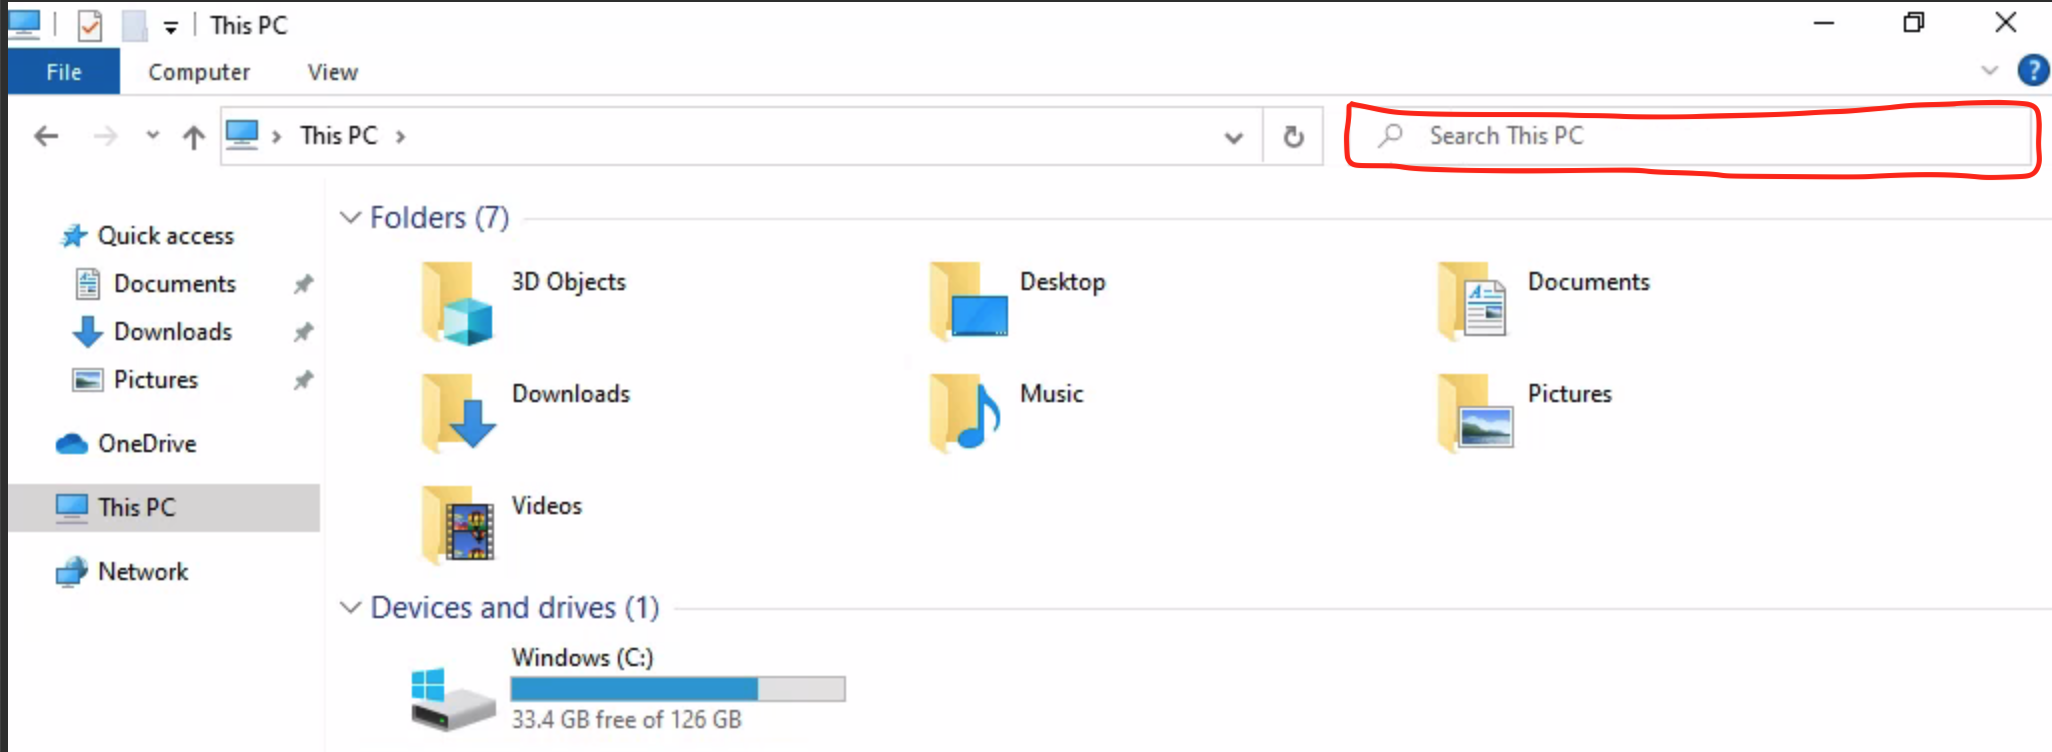 This PC
File Computer View
This PC
Search This PC
Quick access
Documents
Downloads
Pictures
OneDrive
This PC
Network
Folders (7)
3D Objects
Desktop
Documents
Downloads
Music
Pictures
Videos
Devices and drives (1)
Windows (C:)
33.4 GB free of 126 GB